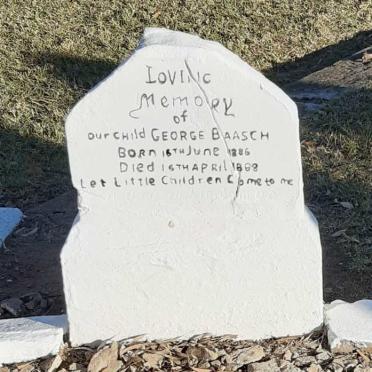 Loving
Memory
of
our child George Baasch
Born 16th June 1886
Died 15th April 1888
Let Little Children Come to me